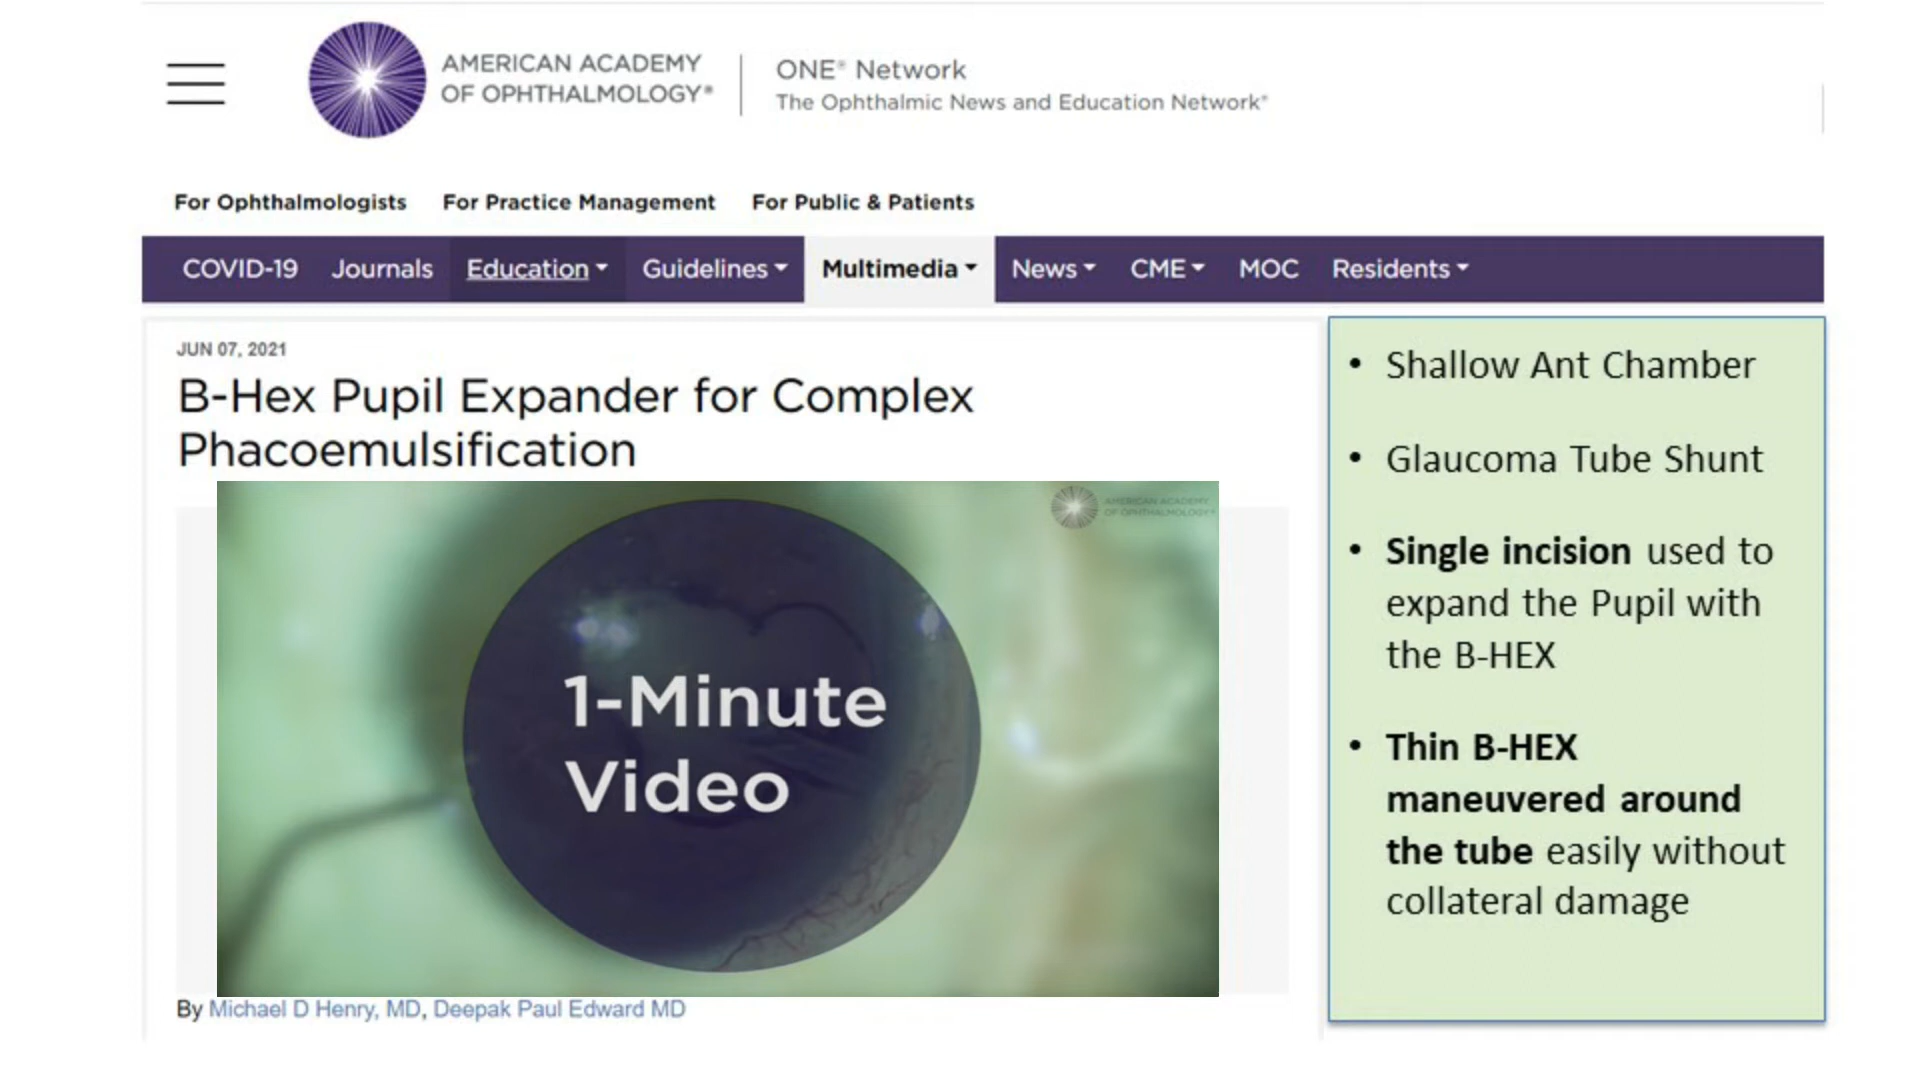 AMERICAN ACADEMY
OF OPHTHALMOLOGY®
ONE® Network
The Ophthalmic News and Education Network®
For Ophthalmologists For Practice Management For Public & Patients
COVID-19 Journals Education Guidelines Multimedia News CME MOC Residents
JUN 07, 2021
B-Hex Pupil Expander for Complex
Phacoemulsification
AMERICAN ACADEMY
OF OPHTHALMOLOGY®
1-Minute
Video
By Michael D Henry, MD, Deepak Paul Edward MD
• Shallow Ant Chamber
• Glaucoma Tube Shunt
• Single incision used to
expand the Pupil with
the B-HEX
• Thin B-HEX
maneuvered around
the tube easily without
collateral damage